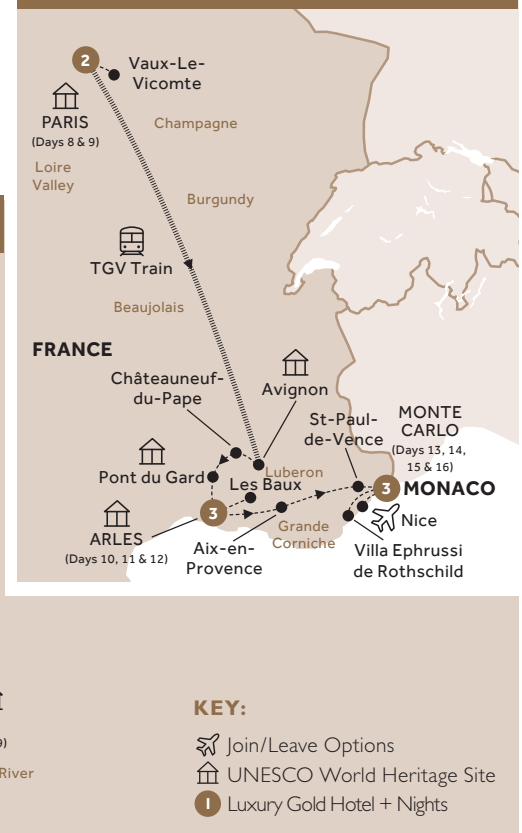 2
Vaux-Le-
Vicomte
PARIS
(Days 8 & 9)
Champagne
Loire
Valley
Burgundy
TGV Train
Beaujolais
FRANCE
Châteauneuf-
du-Pape
Avignon
St-Paul-
de-Vence
MONTE
CARLO
(Days 13, 14,
15 & 16)
Pont du Gard
Luberon
Les Baux
3 MONACO
3
Nice
ARLES
(Days 10, 11 & 12)
Aix-en-
Provence
Grande
Corniche
Villa Ephrussi
de Rothschild
9)
River
KEY:
Join/Leave Options
UNESCO World Heritage Site
1 Luxury Gold Hotel + Nights